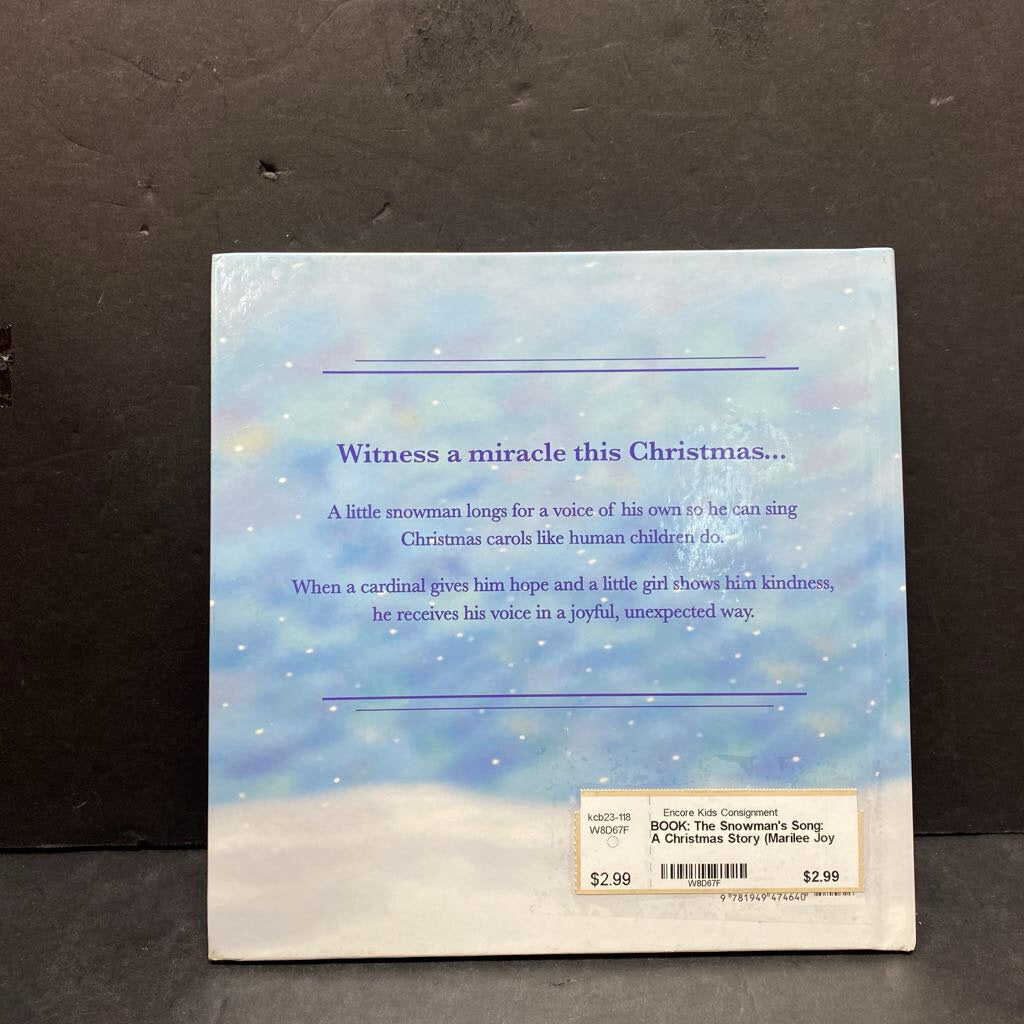 Witness a miracle this Christmas...
A little snowman longs for a voice of his own so he can sing
Christmas carols like human children do.
When a cardinal gives him hope and a little girl shows him kindness,
he receives his voice in a joyful, unexpected way.
kcb23-118
W8D67F
$2.99
Encore Kids Consignment
BOOK: The Snowman's Song:
A Christmas Story (Marilee Joy
W8D67F
$2.99
9 781949 474640